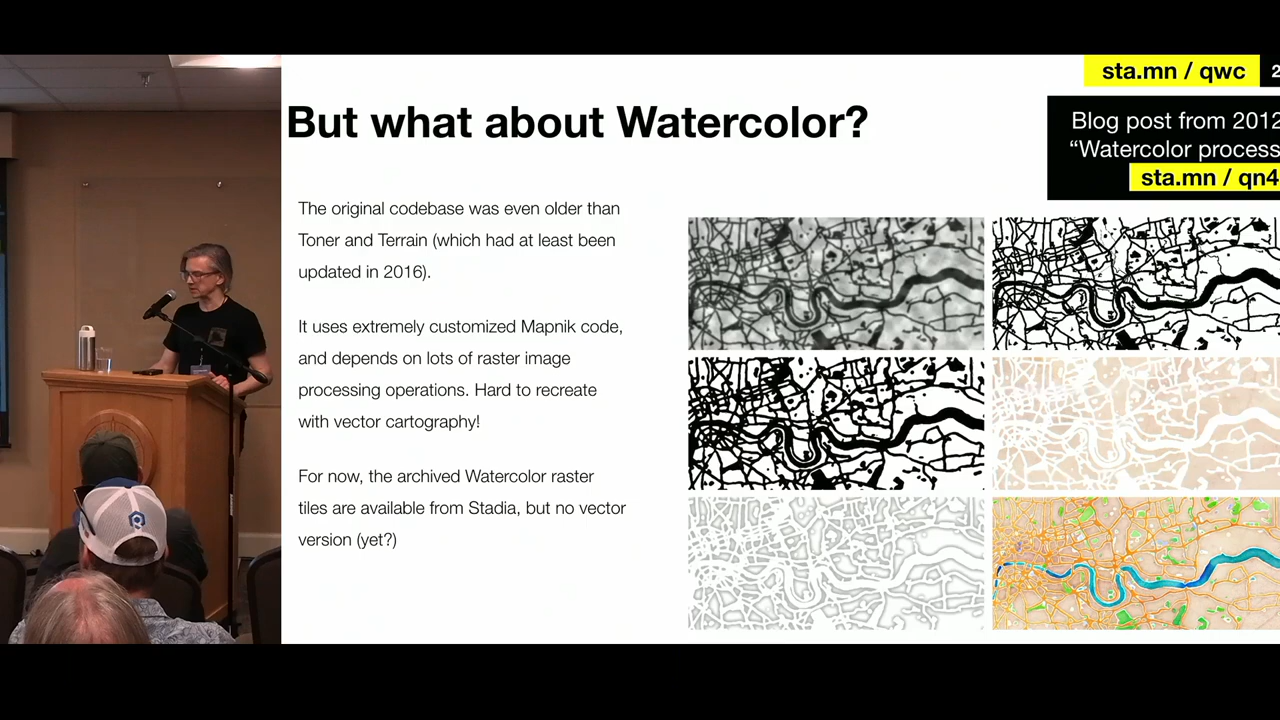 sta.mn / qwc
2
But what about Watercolor?
Blog post from 2012
“Watercolor process
sta.mn / qn4
The original codebase was even older than
Toner and Terrain (which had at least been
updated in 2016).
It uses extremely customized Mapnik code,
and depends on lots of raster image
processing operations. Hard to recreate
with vector cartography!
For now, the archived Watercolor raster
tiles are available from Stadia, but no vector
version (yet?)